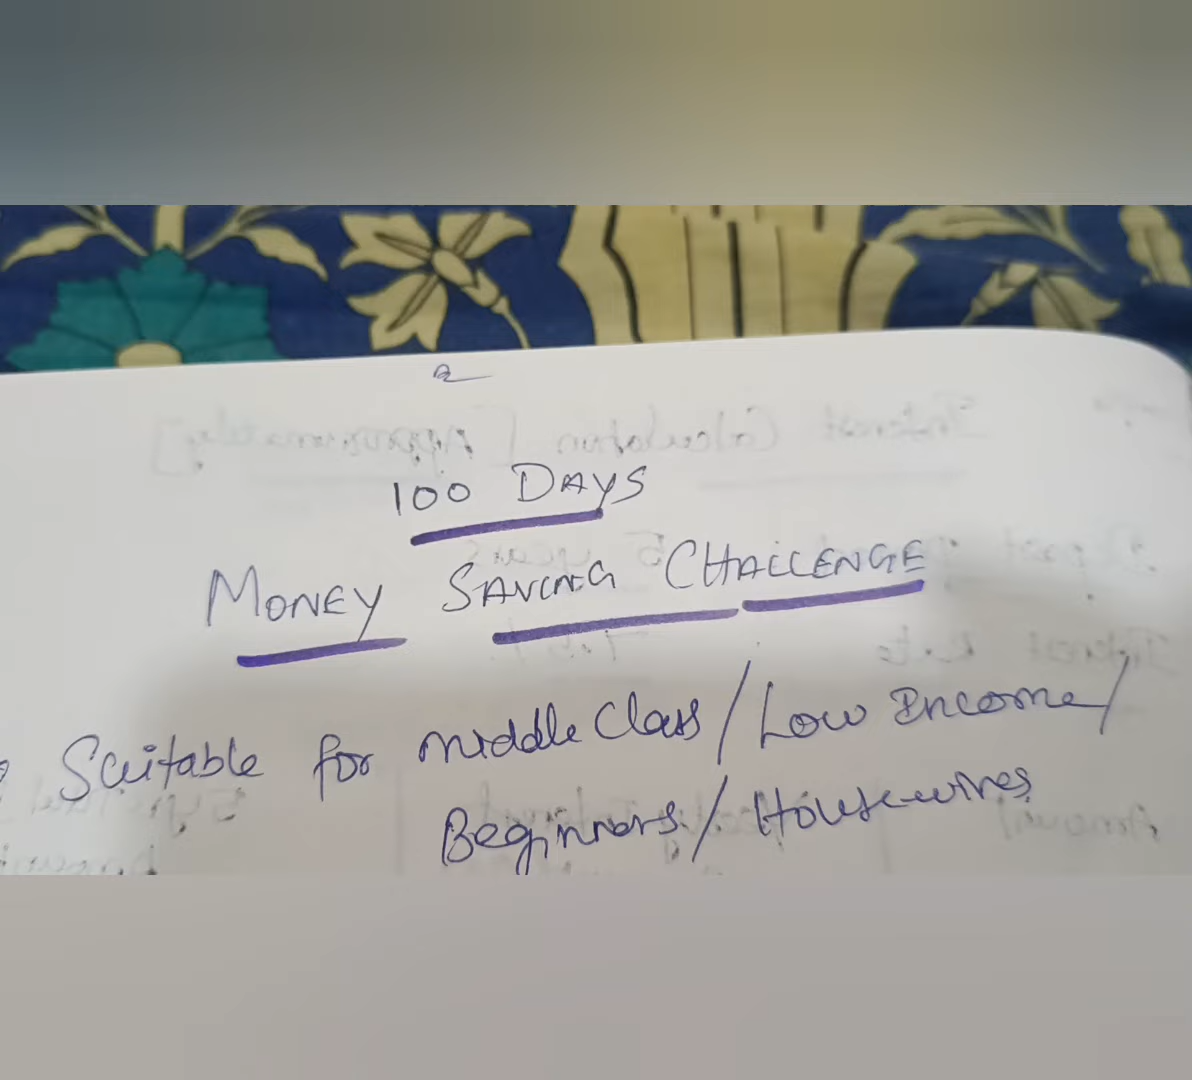 100 DAYS
MONEY SAVING CHALLENGE
Suitable for middle Class / Low Income /
Beginners / Housewives